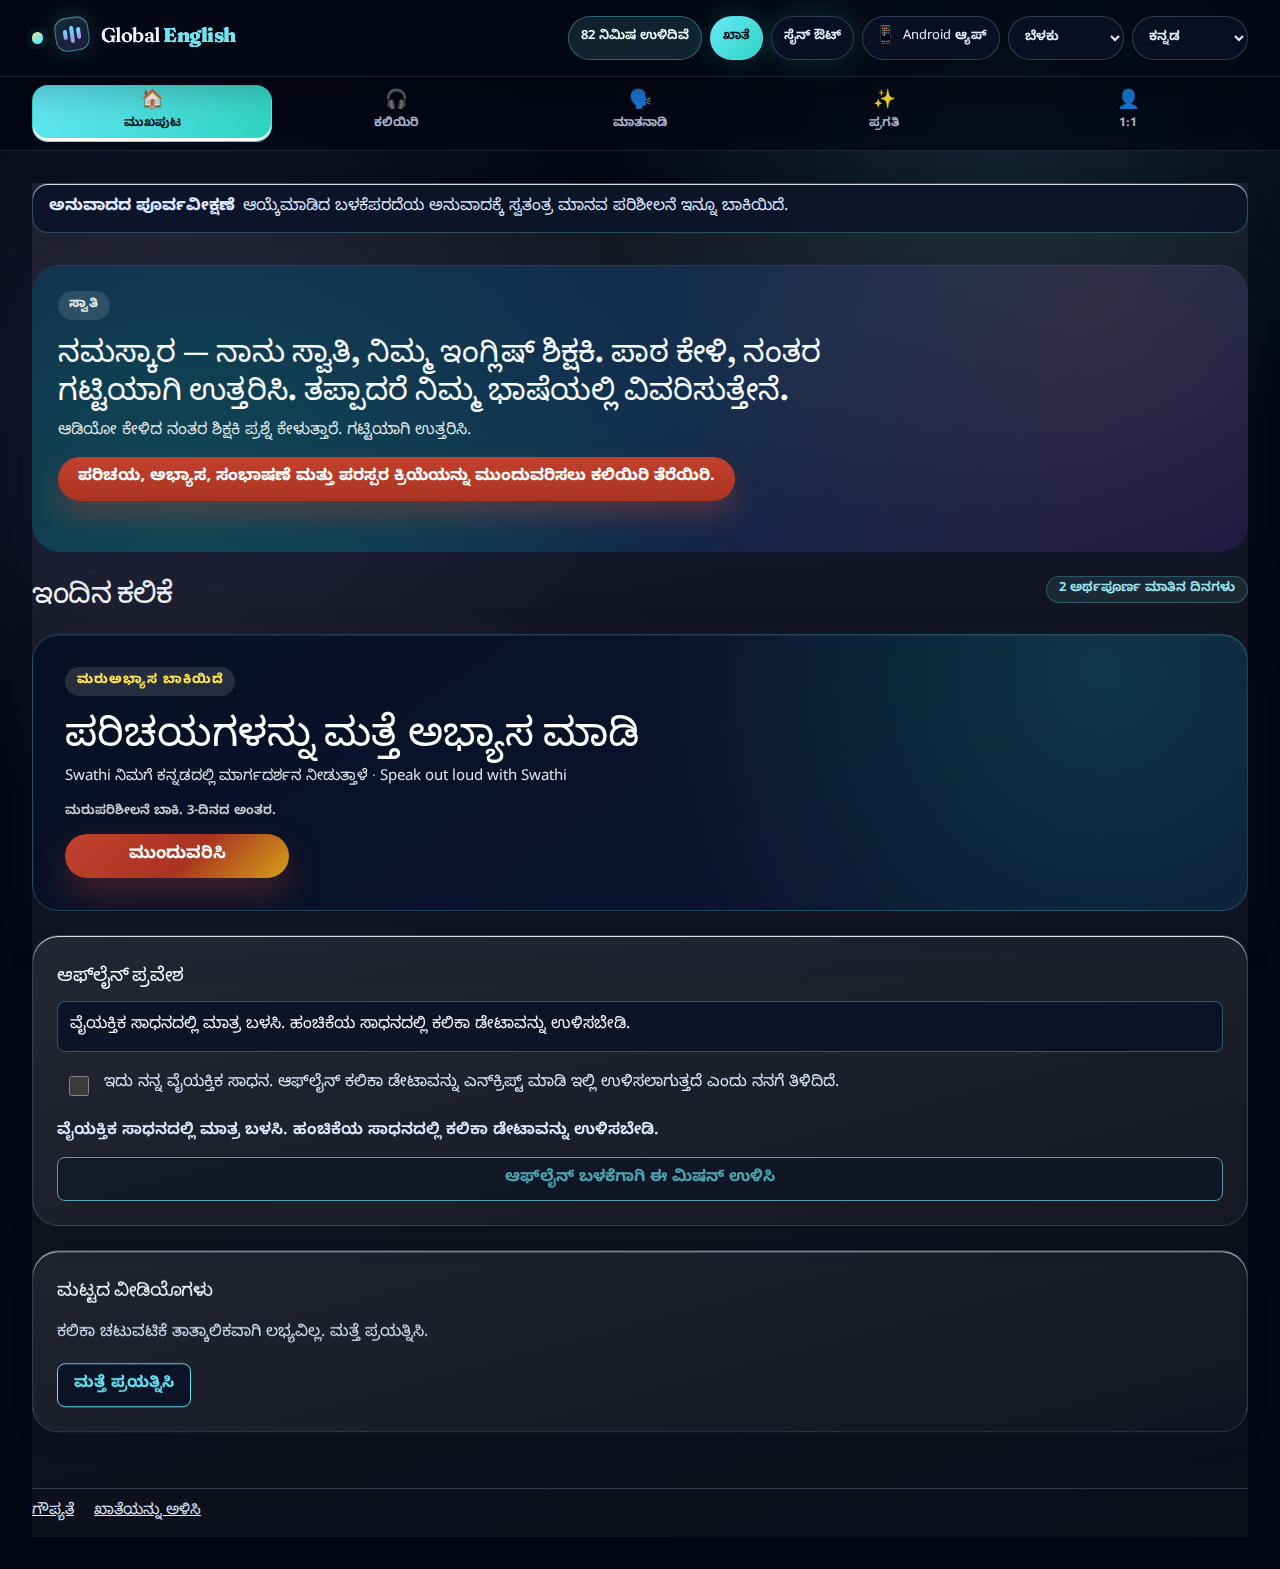 Global English
82 ನಿಮಿಷ ಉಳಿದಿವೆ
ಖಾತೆ
ಸೈನ್ ಔಟ್
Android ಆ್ಯಪ್
ಬೆಳಕು
ಕನ್ನಡ
ಮುಖಪುಟ
ಕಲಿಯಿರಿ
ಮಾತನಾಡಿ
ಪ್ರಗತಿ
1:1
ಅನುವಾದದ ಪೂರ್ವವೀಕ್ಷಣೆ ಆಯ್ಕೆಮಾಡಿದ ಬಳಕೆಪರದೆಯ ಅನುವಾದಕ್ಕೆ ಸ್ವತಂತ್ರ ಮಾನವ ಪರಿಶೀಲನೆ ಇನ್ನೂ ಬಾಕಿಯಿದೆ.
ಸ್ವಾತಿ
ನಮಸ್ಕಾರ — ನಾನು ಸ್ವಾತಿ, ನಿಮ್ಮ ಇಂಗ್ಲಿಷ್ ಶಿಕ್ಷಕಿ. ಪಾಠ ಕೇಳಿ, ನಂತರ
ಗಟ್ಟಿಯಾಗಿ ಉತ್ತರಿಸಿ. ತಪ್ಪಾದರೆ ನಿಮ್ಮ ಭಾಷೆಯಲ್ಲಿ ವಿವರಿಸುತ್ತೇನೆ.
ಆಡಿಯೋ ಕೇಳಿದ ನಂತರ ಶಿಕ್ಷಕಿ ಪ್ರಶ್ನೆ ಕೇಳುತ್ತಾರೆ. ಗಟ್ಟಿಯಾಗಿ ಉತ್ತರಿಸಿ.
ಪರಿಚಯ, ಅಭ್ಯಾಸ, ಸಂಭಾಷಣೆ ಮತ್ತು ಪರಸ್ಪರ ಕ್ರಿಯೆಯನ್ನು ಮುಂದುವರಿಸಲು ಕಲಿಯಿರಿ ತೆರೆಯಿರಿ.
ಇಂದಿನ ಕಲಿಕೆ
2 ಅರ್ಥಪೂರ್ಣ ಮಾತಿನ ದಿನಗಳು
ಮರುಅಭ್ಯಾಸ ಬಾಕಿಯಿದೆ
ಪರಿಚಯಗಳನ್ನು ಮತ್ತೆ ಅಭ್ಯಾಸ ಮಾಡಿ
Swathi ನಿಮಗೆ ಕನ್ನಡದಲ್ಲಿ ಮಾರ್ಗದರ್ಶನ ನೀಡುತ್ತಾಳೆ · Speak out loud with Swathi
ಮರುಪರಿಶೀಲನೆ ಬಾಕಿ. 3-ದಿನದ ಅಂತರ.
ಮುಂದುವರಿಸಿ
ಆಫ್‌ಲೈನ್ ಪ್ರವೇಶ
ವೈಯಕ್ತಿಕ ಸಾಧನದಲ್ಲಿ ಮಾತ್ರ ಬಳಸಿ. ಹಂಚಿಕೆಯ ಸಾಧನದಲ್ಲಿ ಕಲಿಕಾ ಡೇಟಾವನ್ನು ಉಳಿಸಬೇಡಿ.
ಇದು ನನ್ನ ವೈಯಕ್ತಿಕ ಸಾಧನ. ಆಫ್‌ಲೈನ್ ಕಲಿಕಾ ಡೇಟಾವನ್ನು ಎನ್‌ಕ್ರಿಪ್ಟ್ ಮಾಡಿ ಇಲ್ಲಿ ಉಳಿಸಲಾಗುತ್ತದೆ ಎಂದು ನನಗೆ ತಿಳಿದಿದೆ.
ವೈಯಕ್ತಿಕ ಸಾಧನದಲ್ಲಿ ಮಾತ್ರ ಬಳಸಿ. ಹಂಚಿಕೆಯ ಸಾಧನದಲ್ಲಿ ಕಲಿಕಾ ಡೇಟಾವನ್ನು ಉಳಿಸಬೇಡಿ.
ಆಫ್‌ಲೈನ್ ಬಳಕೆಗಾಗಿ ಈ ಮಿಷನ್ ಉಳಿಸಿ
ಮಟ್ಟದ ವೀಡಿಯೊಗಳು
ಕಲಿಕಾ ಚಟುವಟಿಕೆ ತಾತ್ಕಾಲಿಕವಾಗಿ ಲಭ್ಯವಿಲ್ಲ. ಮತ್ತೆ ಪ್ರಯತ್ನಿಸಿ.
ಮತ್ತೆ ಪ್ರಯತ್ನಿಸಿ
ಗೌಪ್ಯತೆ
ಖಾತೆಯನ್ನು ಅಳಿಸಿ